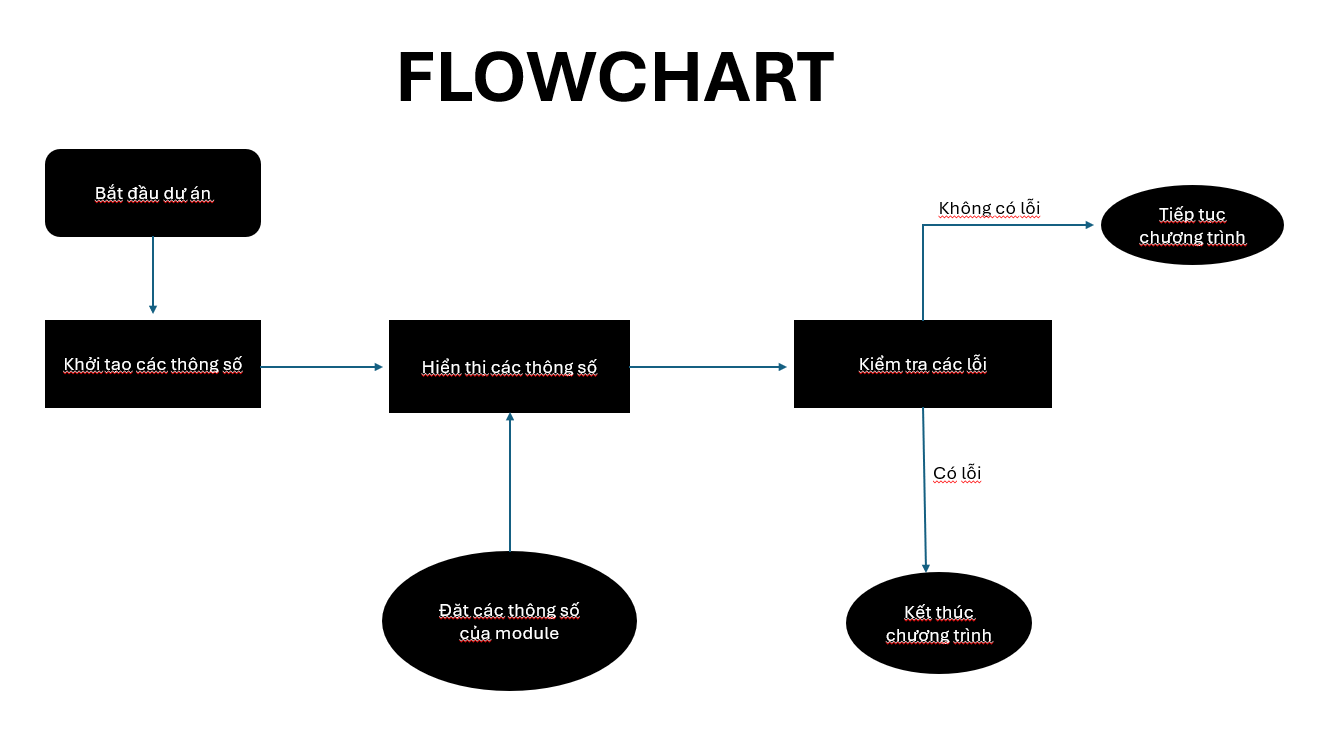 FLOWCHART
Bắt đầu dự án
Không có lỗi
Tiếp tục
chương trình
Khởi tạo các thông số
Hiển thị các thông số
Kiểm tra các lỗi
Có lỗi
Đặt các thông số
của module
Kết thúc
chương trình